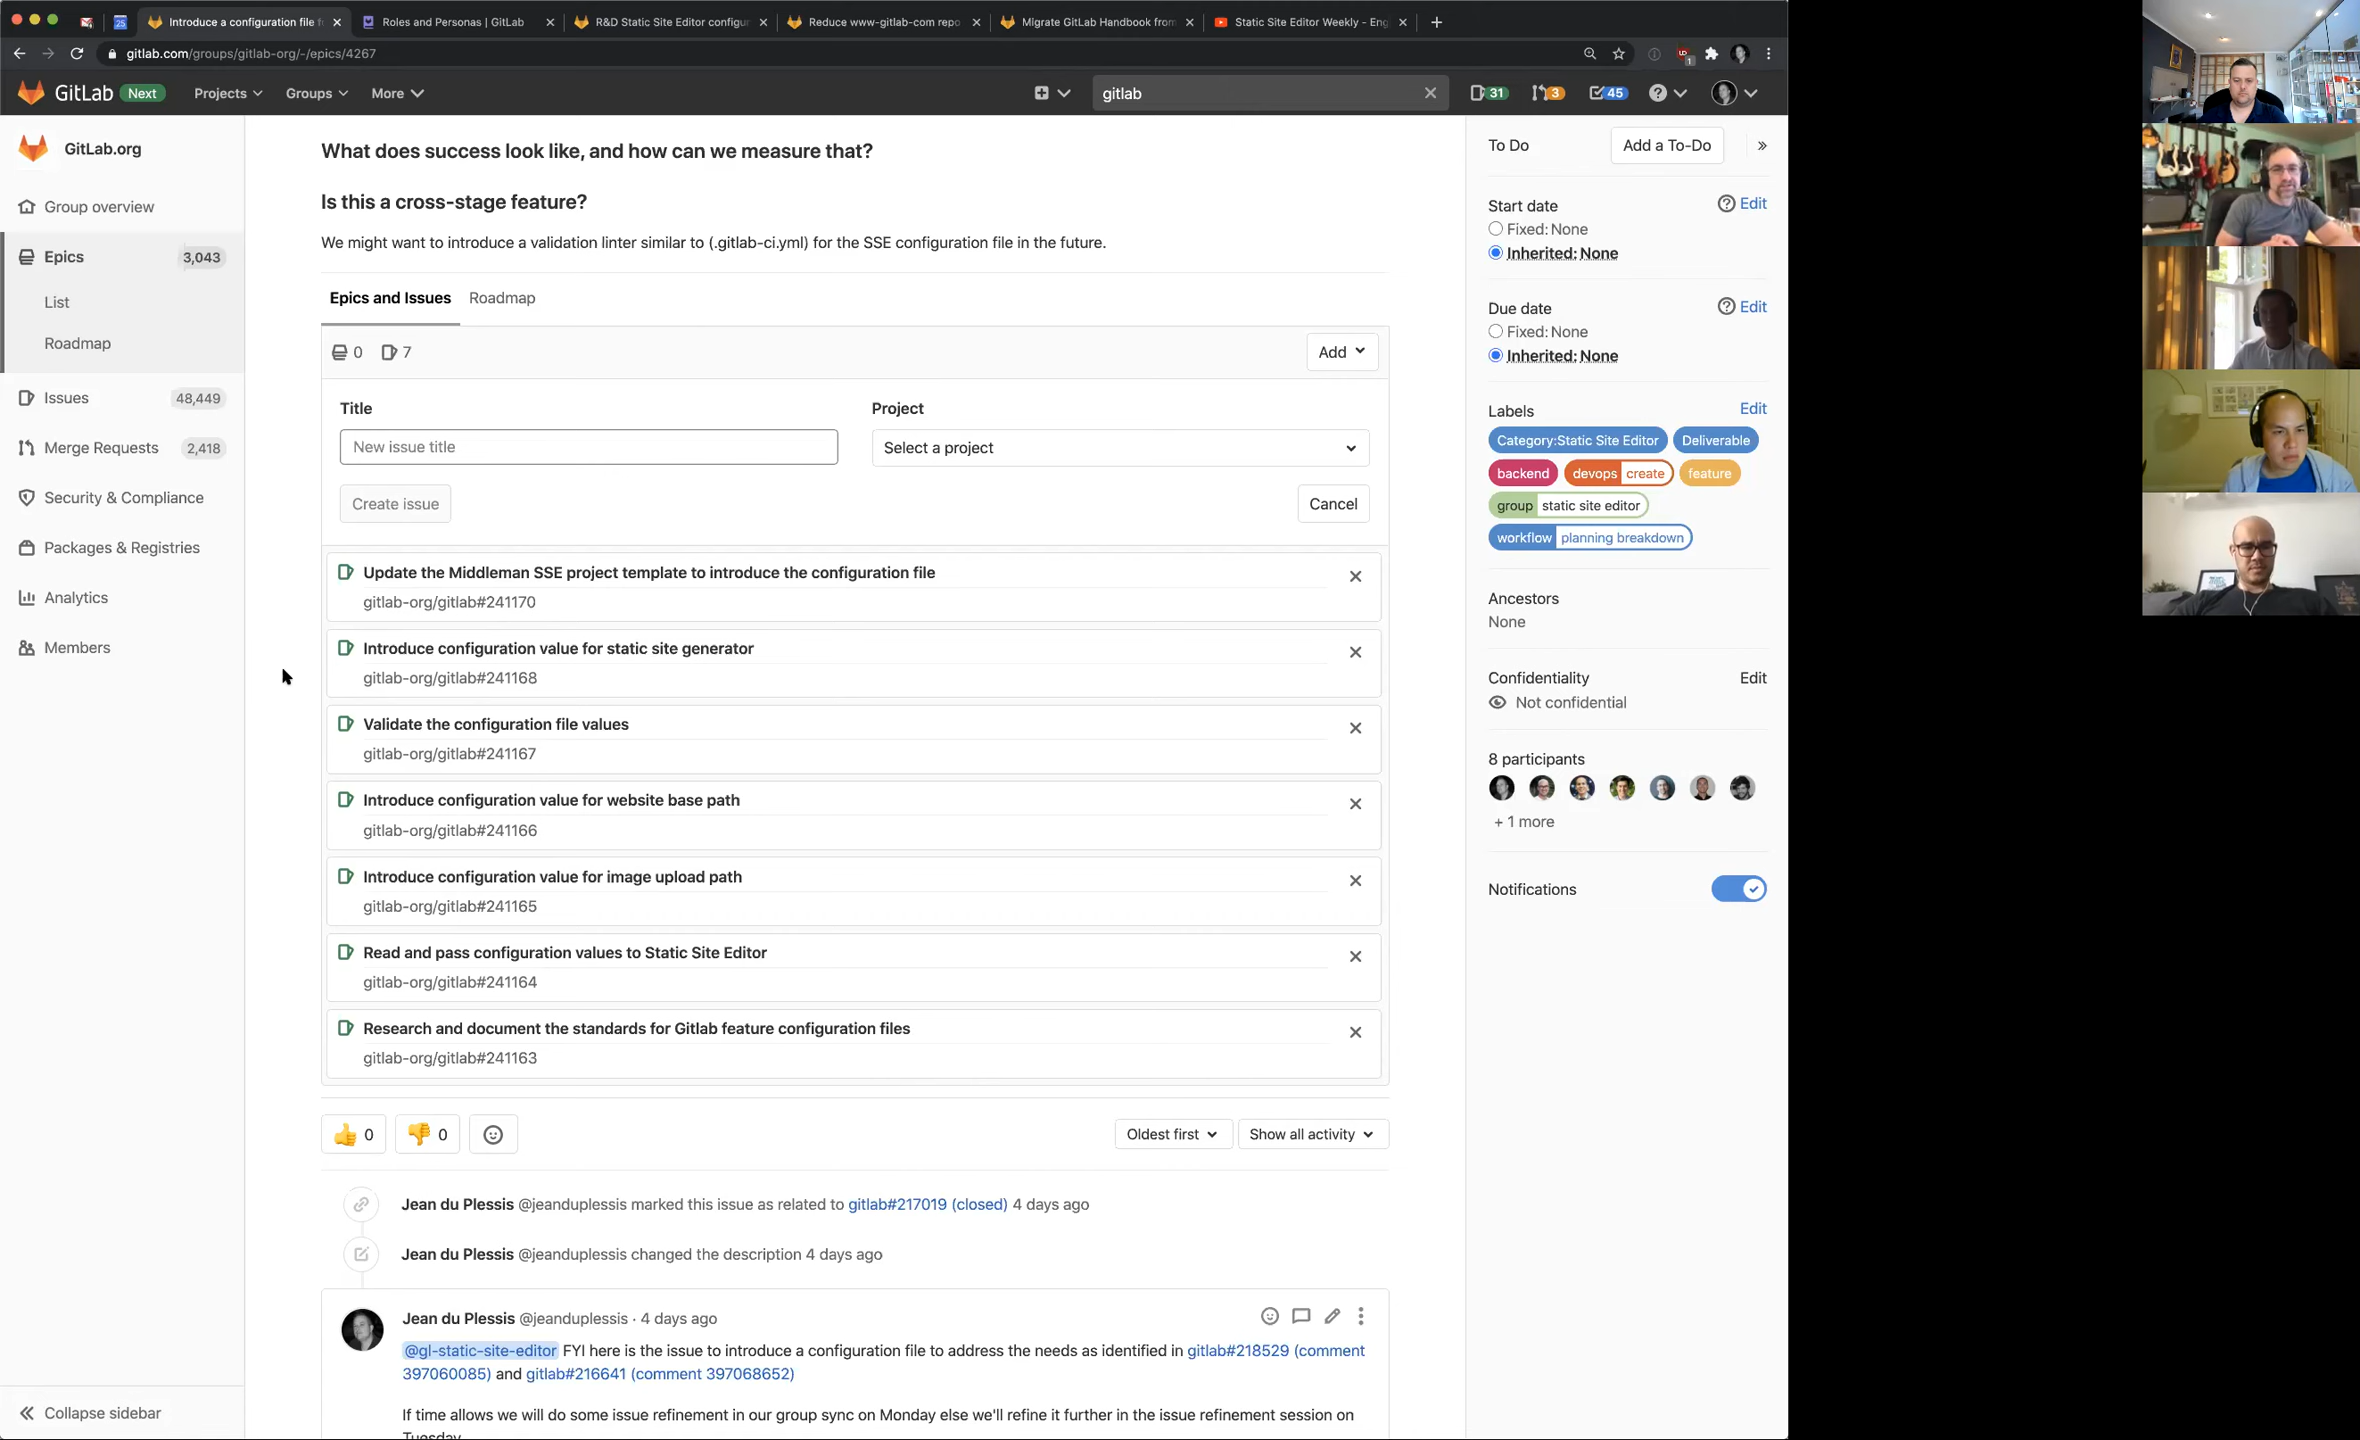 Introduce a configuration file f
Roles and Personas | GitLab
R&D Static Site Editor configur
Reduce www-gitlab-com repo
Migrate GitLab Handbook from
Static Site Editor Weekly - Eng
gitlab.com/groups/gitlab-org/-/epics/4267
GitLab Next Projects Groups More gitlab 31 3 45
GitLab.org
Group overview
Epics 3,043
List
Roadmap
Issues 48,449
Merge Requests 2,418
Security & Compliance
Packages & Registries
Analytics
Members
Collapse sidebar
What does success look like, and how can we measure that?
Is this a cross-stage feature?
We might want to introduce a validation linter similar to (.gitlab-ci.yml) for the SSE configuration file in the future.
Epics and Issues Roadmap
0 7 Add
Title Project
New issue title Select a project
Create issue Cancel
Update the Middleman SSE project template to introduce the configuration file
gitlab-org/gitlab#241170
Introduce configuration value for static site generator
gitlab-org/gitlab#241168
Validate the configuration file values
gitlab-org/gitlab#241167
Introduce configuration value for website base path
gitlab-org/gitlab#241166
Introduce configuration value for image upload path
gitlab-org/gitlab#241165
Read and pass configuration values to Static Site Editor
gitlab-org/gitlab#241164
Research and document the standards for Gitlab feature configuration files
gitlab-org/gitlab#241163
0 0 Oldest first Show all activity
Jean du Plessis @jeanduplessis marked this issue as related to gitlab#217019 (closed) 4 days ago
Jean du Plessis @jeanduplessis changed the description 4 days ago
Jean du Plessis @jeanduplessis · 4 days ago
@gl-static-site-editor FYI here is the issue to introduce a configuration file to address the needs as identified in gitlab#218529 (comment
397060085) and gitlab#216641 (comment 397068652)
If time allows we will do some issue refinement in our group sync on Monday else we'll refine it further in the issue refinement session on
Tuesday
To Do Add a To-Do
Start date Edit
Fixed: None
Inherited: None
Due date Edit
Fixed: None
Inherited: None
Labels Edit
Category:Static Site Editor Deliverable
backend devops create feature
group static site editor
workflow planning breakdown
Ancestors
None
Confidentiality Edit
Not confidential
8 participants
+ 1 more
Notifications